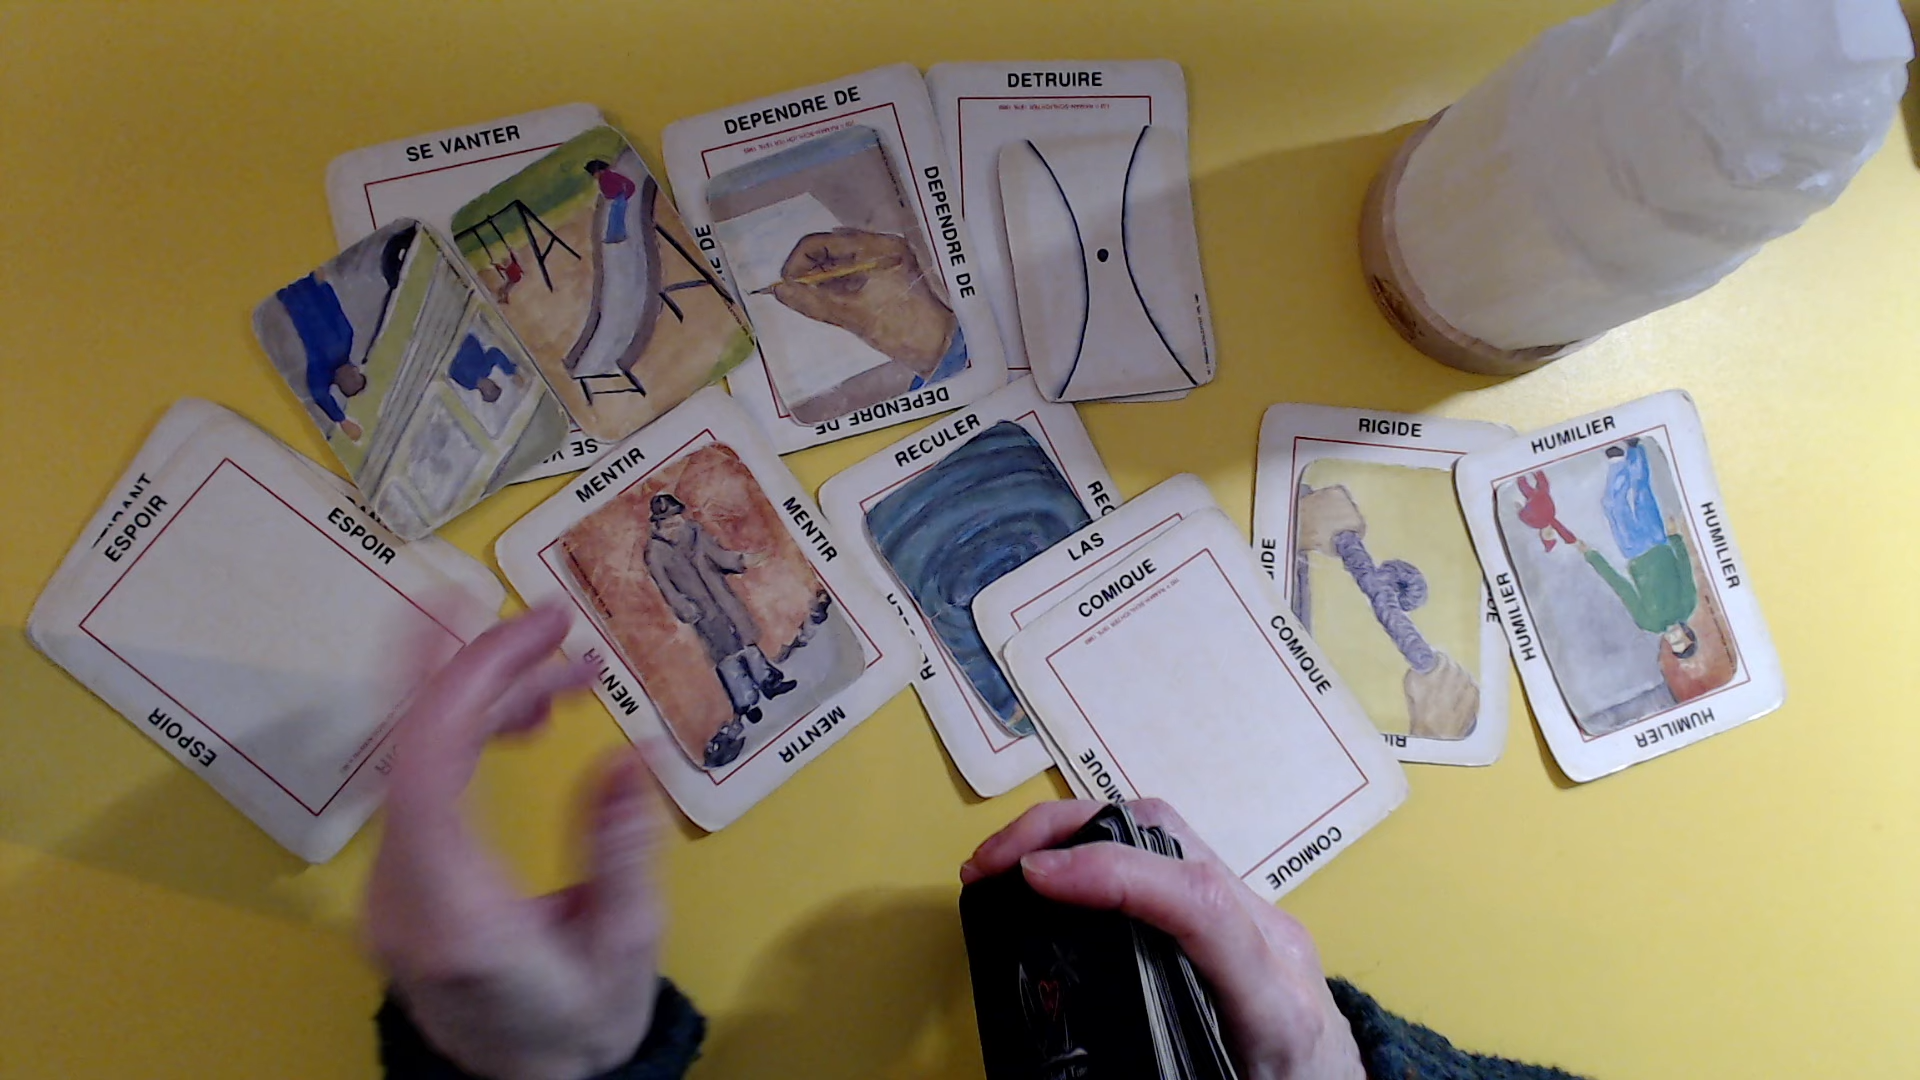 SE VANTER
SE
DEPENDRE DE
DEPENDRE DE
DEPENDRE DE
DETRUIRE
ESPOIR
ESPOIR
ESPOIR
MENTIR
MENTIR
MENTIR
MENTIR
RECULER
LAS
COMIQUE
COMIQUE
COMIQUE
RIGIDE
HUMILIER
HUMILIER
HUMILIER
HUMILIER